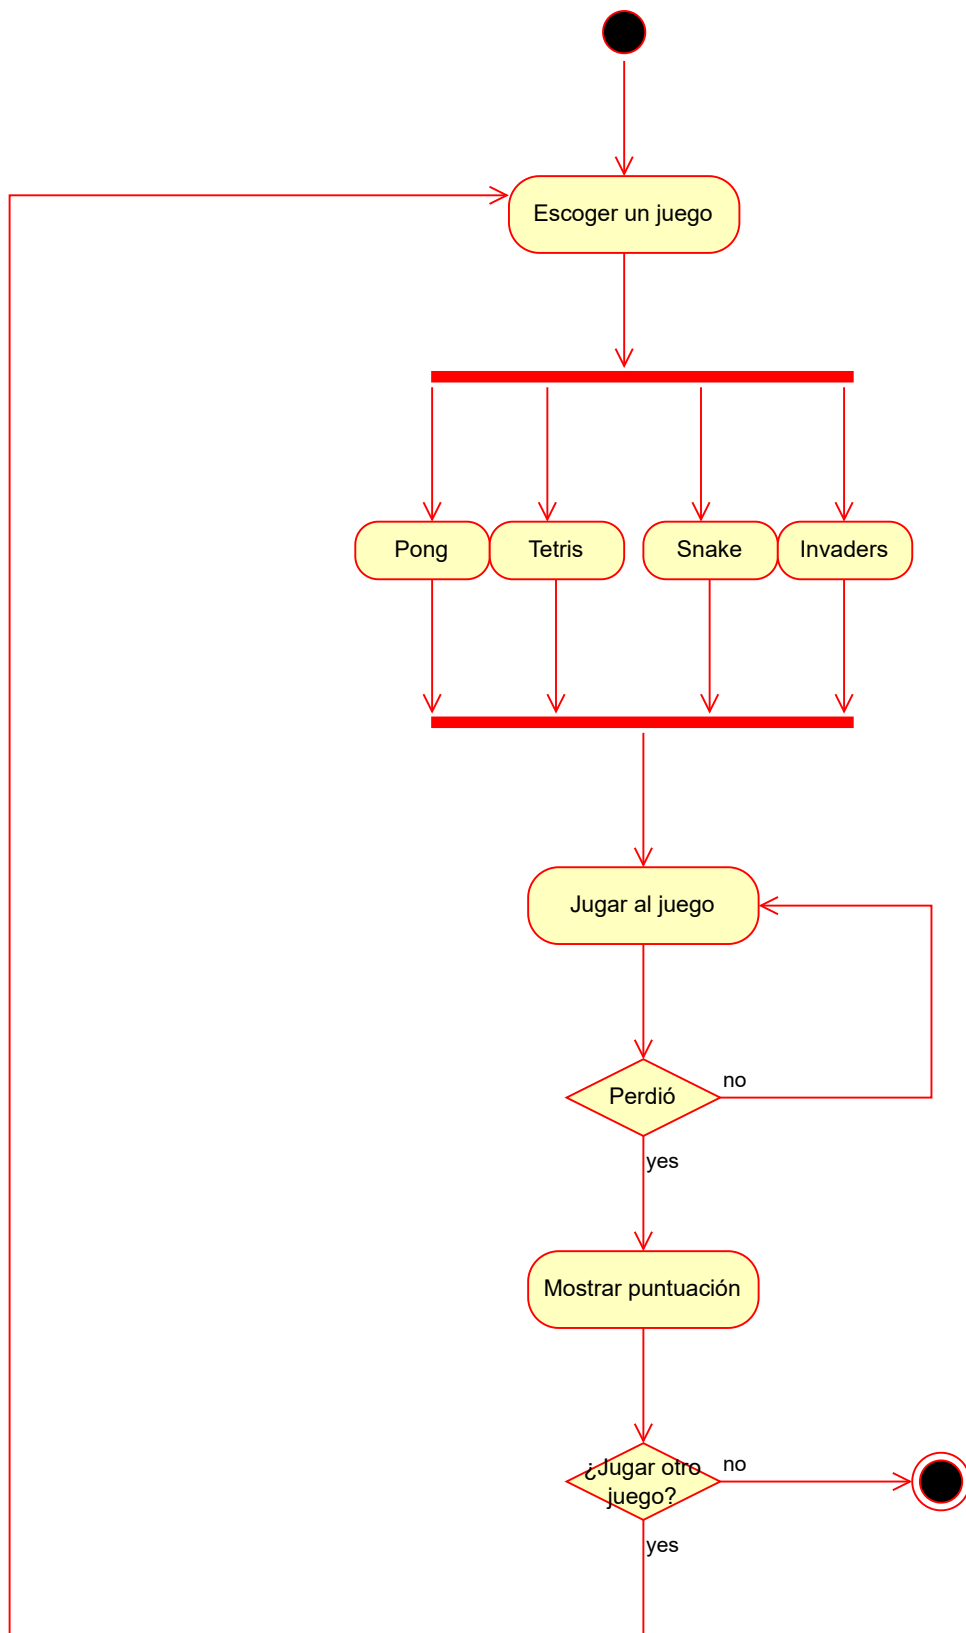 Escoger un juego
Pong
Tetris
Snake
Invaders
Jugar al juego
Perdió
no
yes
Mostrar puntuación
¿Jugar otro
juego?
no
yes